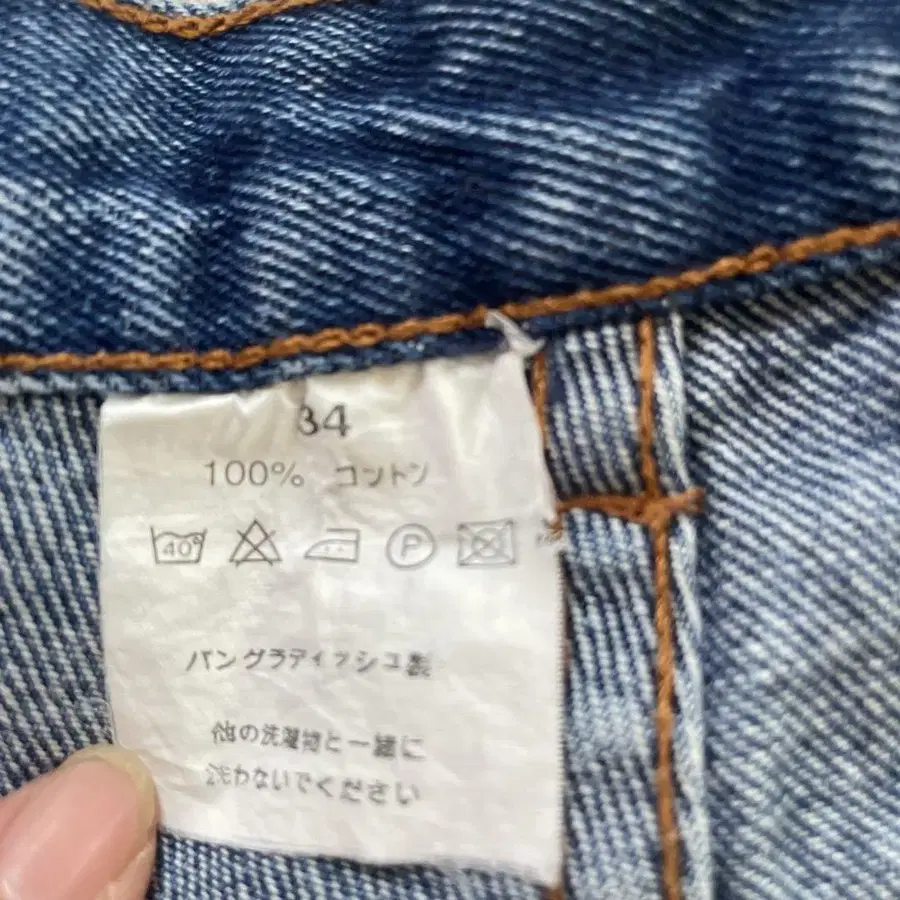 34
100% コットン
40° P
バングラディッシュ製
他の洗濯物と一緒に
洗わないでください